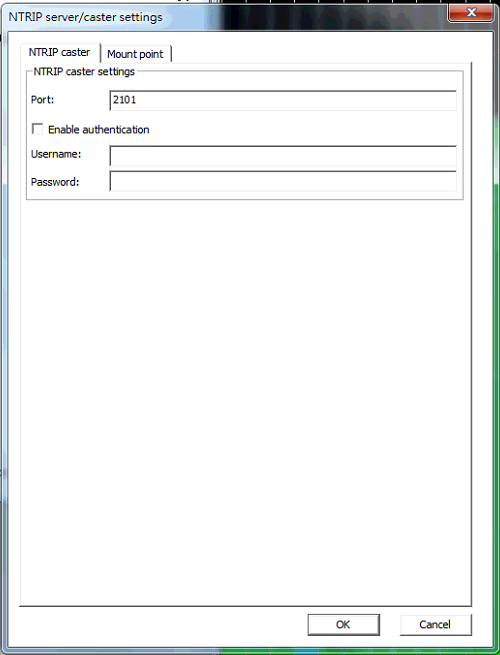 NTRIP server/caster settings
NTRIP caster
Mount point
NTRIP caster settings
Port:
2101
Enable authentication
Username:
Password:
OK
Cancel